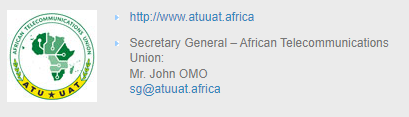 AFRICAN TELECOMMUNICATIONS UNION
ATU ★ UAT
http://www.atuuat.africa
Secretary General – African Telecommunications
Union:
Mr. John OMO
sg@atuuat.africa